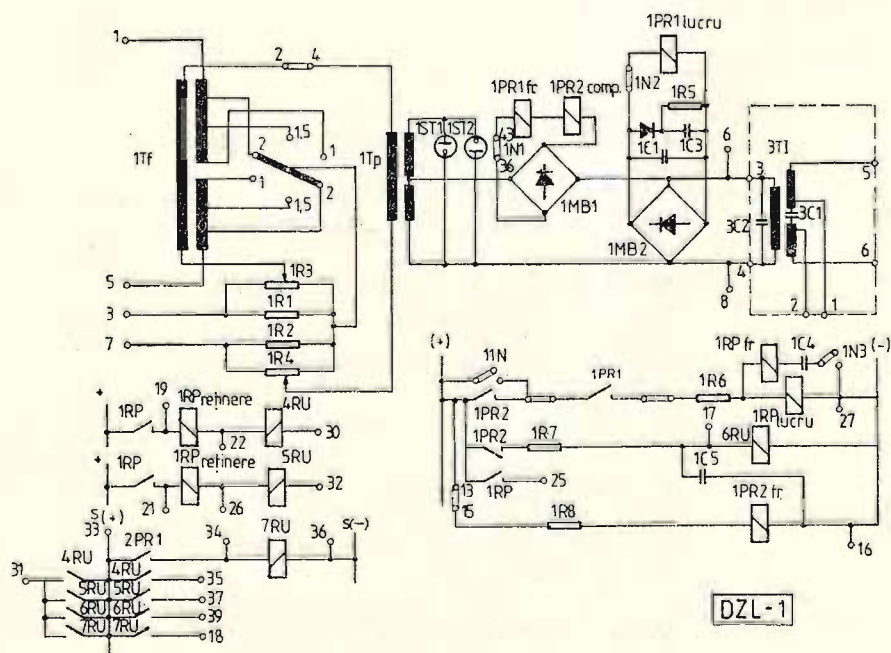 1
2 4
1PR1 lucru
1PR1 fr
1PR2 comp.
1N2
1R5
1Tf
1,5
1
2
1Tp
1ST1 1ST2
43
1N1
36
1C1 1C3
6
3
3TI
5
1
2
1,5
1MB1
3C2
3C1
1MB2
4
6
5
1R3
3
1R1
8
2 1
7
1R2
1R4
(+)
1RP fr
1C4
1N3
(-)
11N
1PR1
19
1RP reținere
4RU
1PR2
1R6
1RP lucru
27
+
1RP
22
30
1PR2
1R7
17
6RU
1RP reținere
5RU
+
1RP
32
13
1RP
25
1C5
21
26
15
1R8
1PR2 fr.
S(+)
33
2PR1
34
7RU
36
S(-)
16
31
4RU
4RU
35
5RU
5RU
37
6RU
6RU
39
7RU
7RU
18
DZL-1